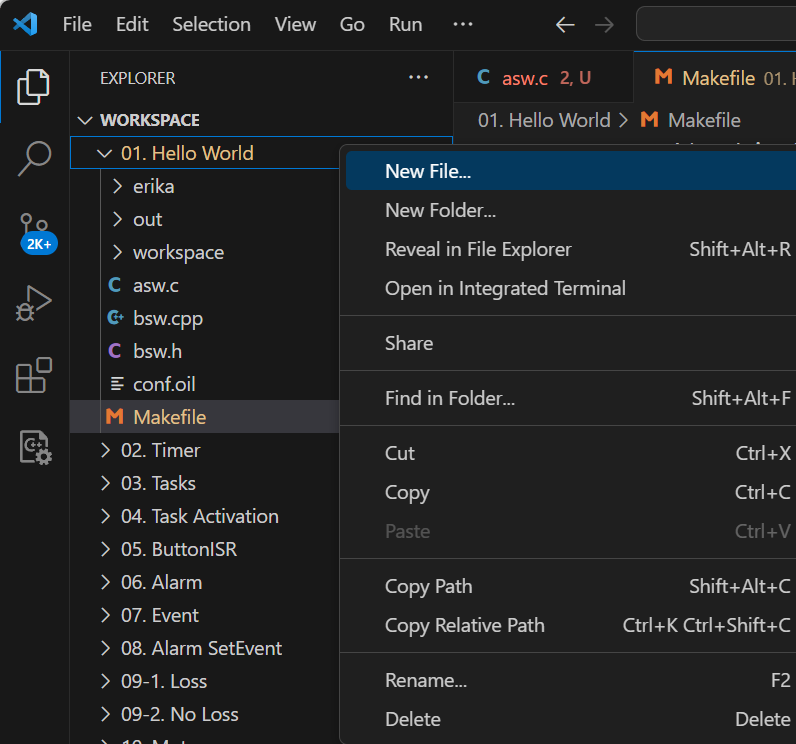 File Edit Selection View Go Run ···
EXPLORER ···
C asw.c 2, U
M Makefile 01.
WORKSPACE
01. Hello World > M Makefile
01. Hello World
erika
out
workspace
C asw.c
C++ bsw.cpp
C bsw.h
conf.oil
M Makefile
02. Timer
03. Tasks
04. Task Activation
05. ButtonISR
06. Alarm
07. Event
08. Alarm SetEvent
09-1. Loss
09-2. No Loss
2K+
New File...
New Folder...
Reveal in File Explorer Shift+Alt+R
Open in Integrated Terminal
Share
Find in Folder... Shift+Alt+F
Cut Ctrl+X
Copy Ctrl+C
Paste Ctrl+V
Copy Path Shift+Alt+C
Copy Relative Path Ctrl+K Ctrl+Shift+C
Rename... F2
Delete Delete